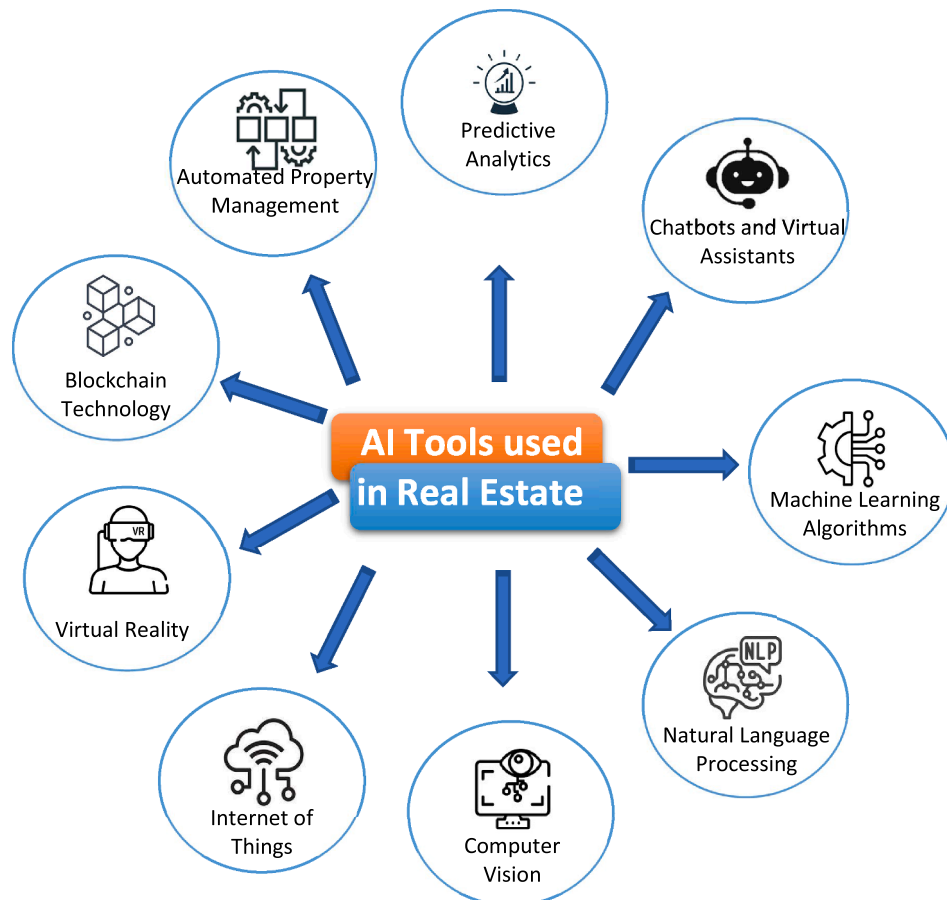 AI Tools used
in Real Estate
Predictive
Analytics
Chatbots and Virtual
Assistants
Machine Learning
Algorithms
NLP
Natural Language
Processing
Computer
Vision
Internet of
Things
VR
Virtual Reality
Blockchain
Technology
Automated Property
Management